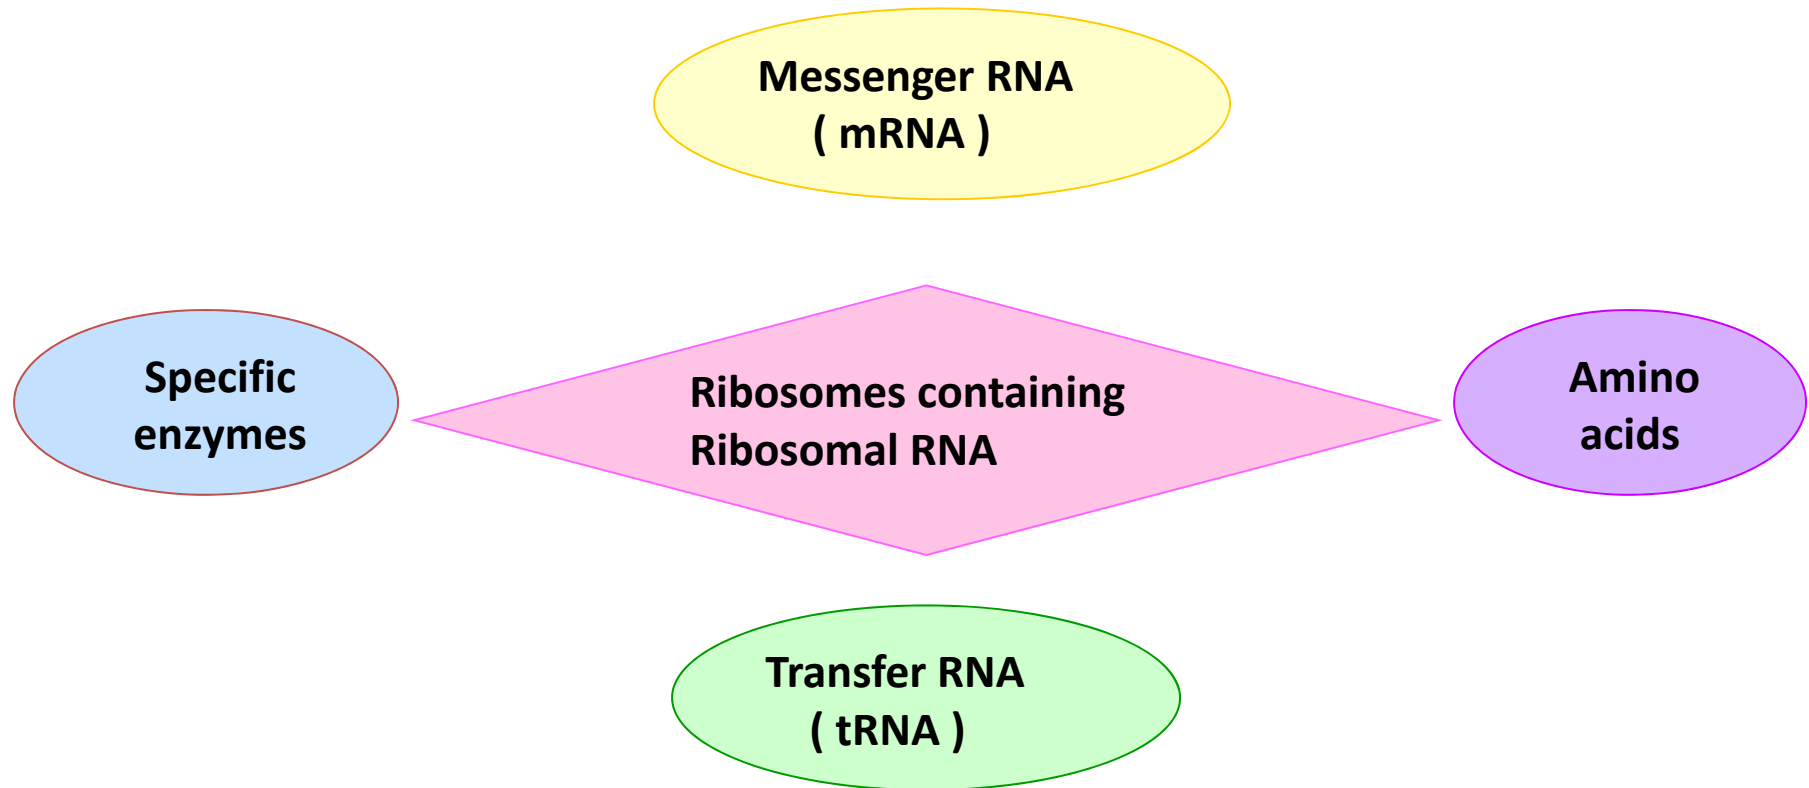 Messenger RNA
( mRNA )
Specific
enzymes
Ribosomes containing
Ribosomal RNA
Amino
acids
Transfer RNA
( tRNA )